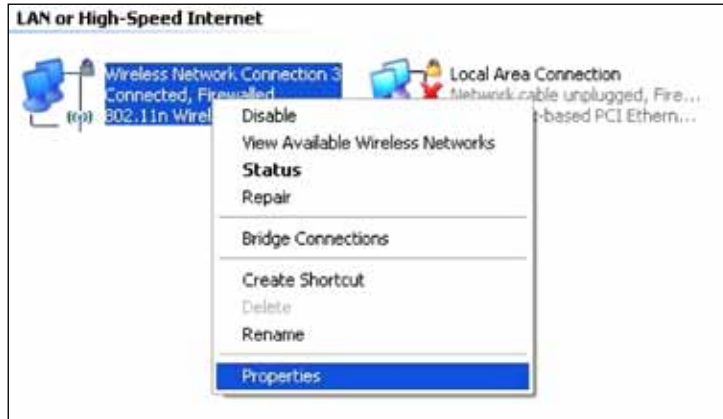 LAN or High-Speed Internet
Wireless Network Connection 3
Connected, Firewalled
802.11n Wirel
Local Area Connection
Network cable unplugged, Fire...
-based PCI Ethern...
Disable
View Available Wireless Networks
Status
Repair
Bridge Connections
Create Shortcut
Delete
Rename
Properties